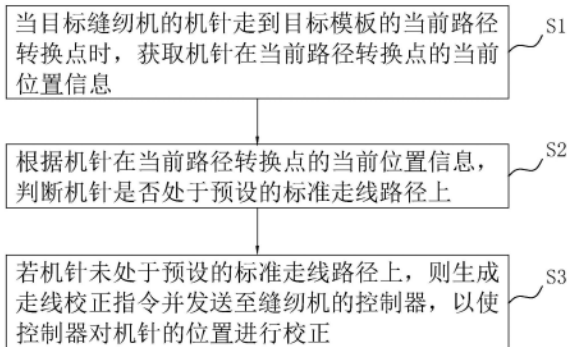 当目标缝纫机的机针走到目标模板的当前路径
转换点时，获取机针在当前路径转换点的当前
位置信息
S1
根据机针在当前路径转换点的当前位置信息，
判断机针是否处于预设的标准走线路径上
S2
若机针未处于预设的标准走线路径上，则生成
走线校正指令并发送至缝纫机的控制器，以使
控制器对机针的位置进行校正
S3